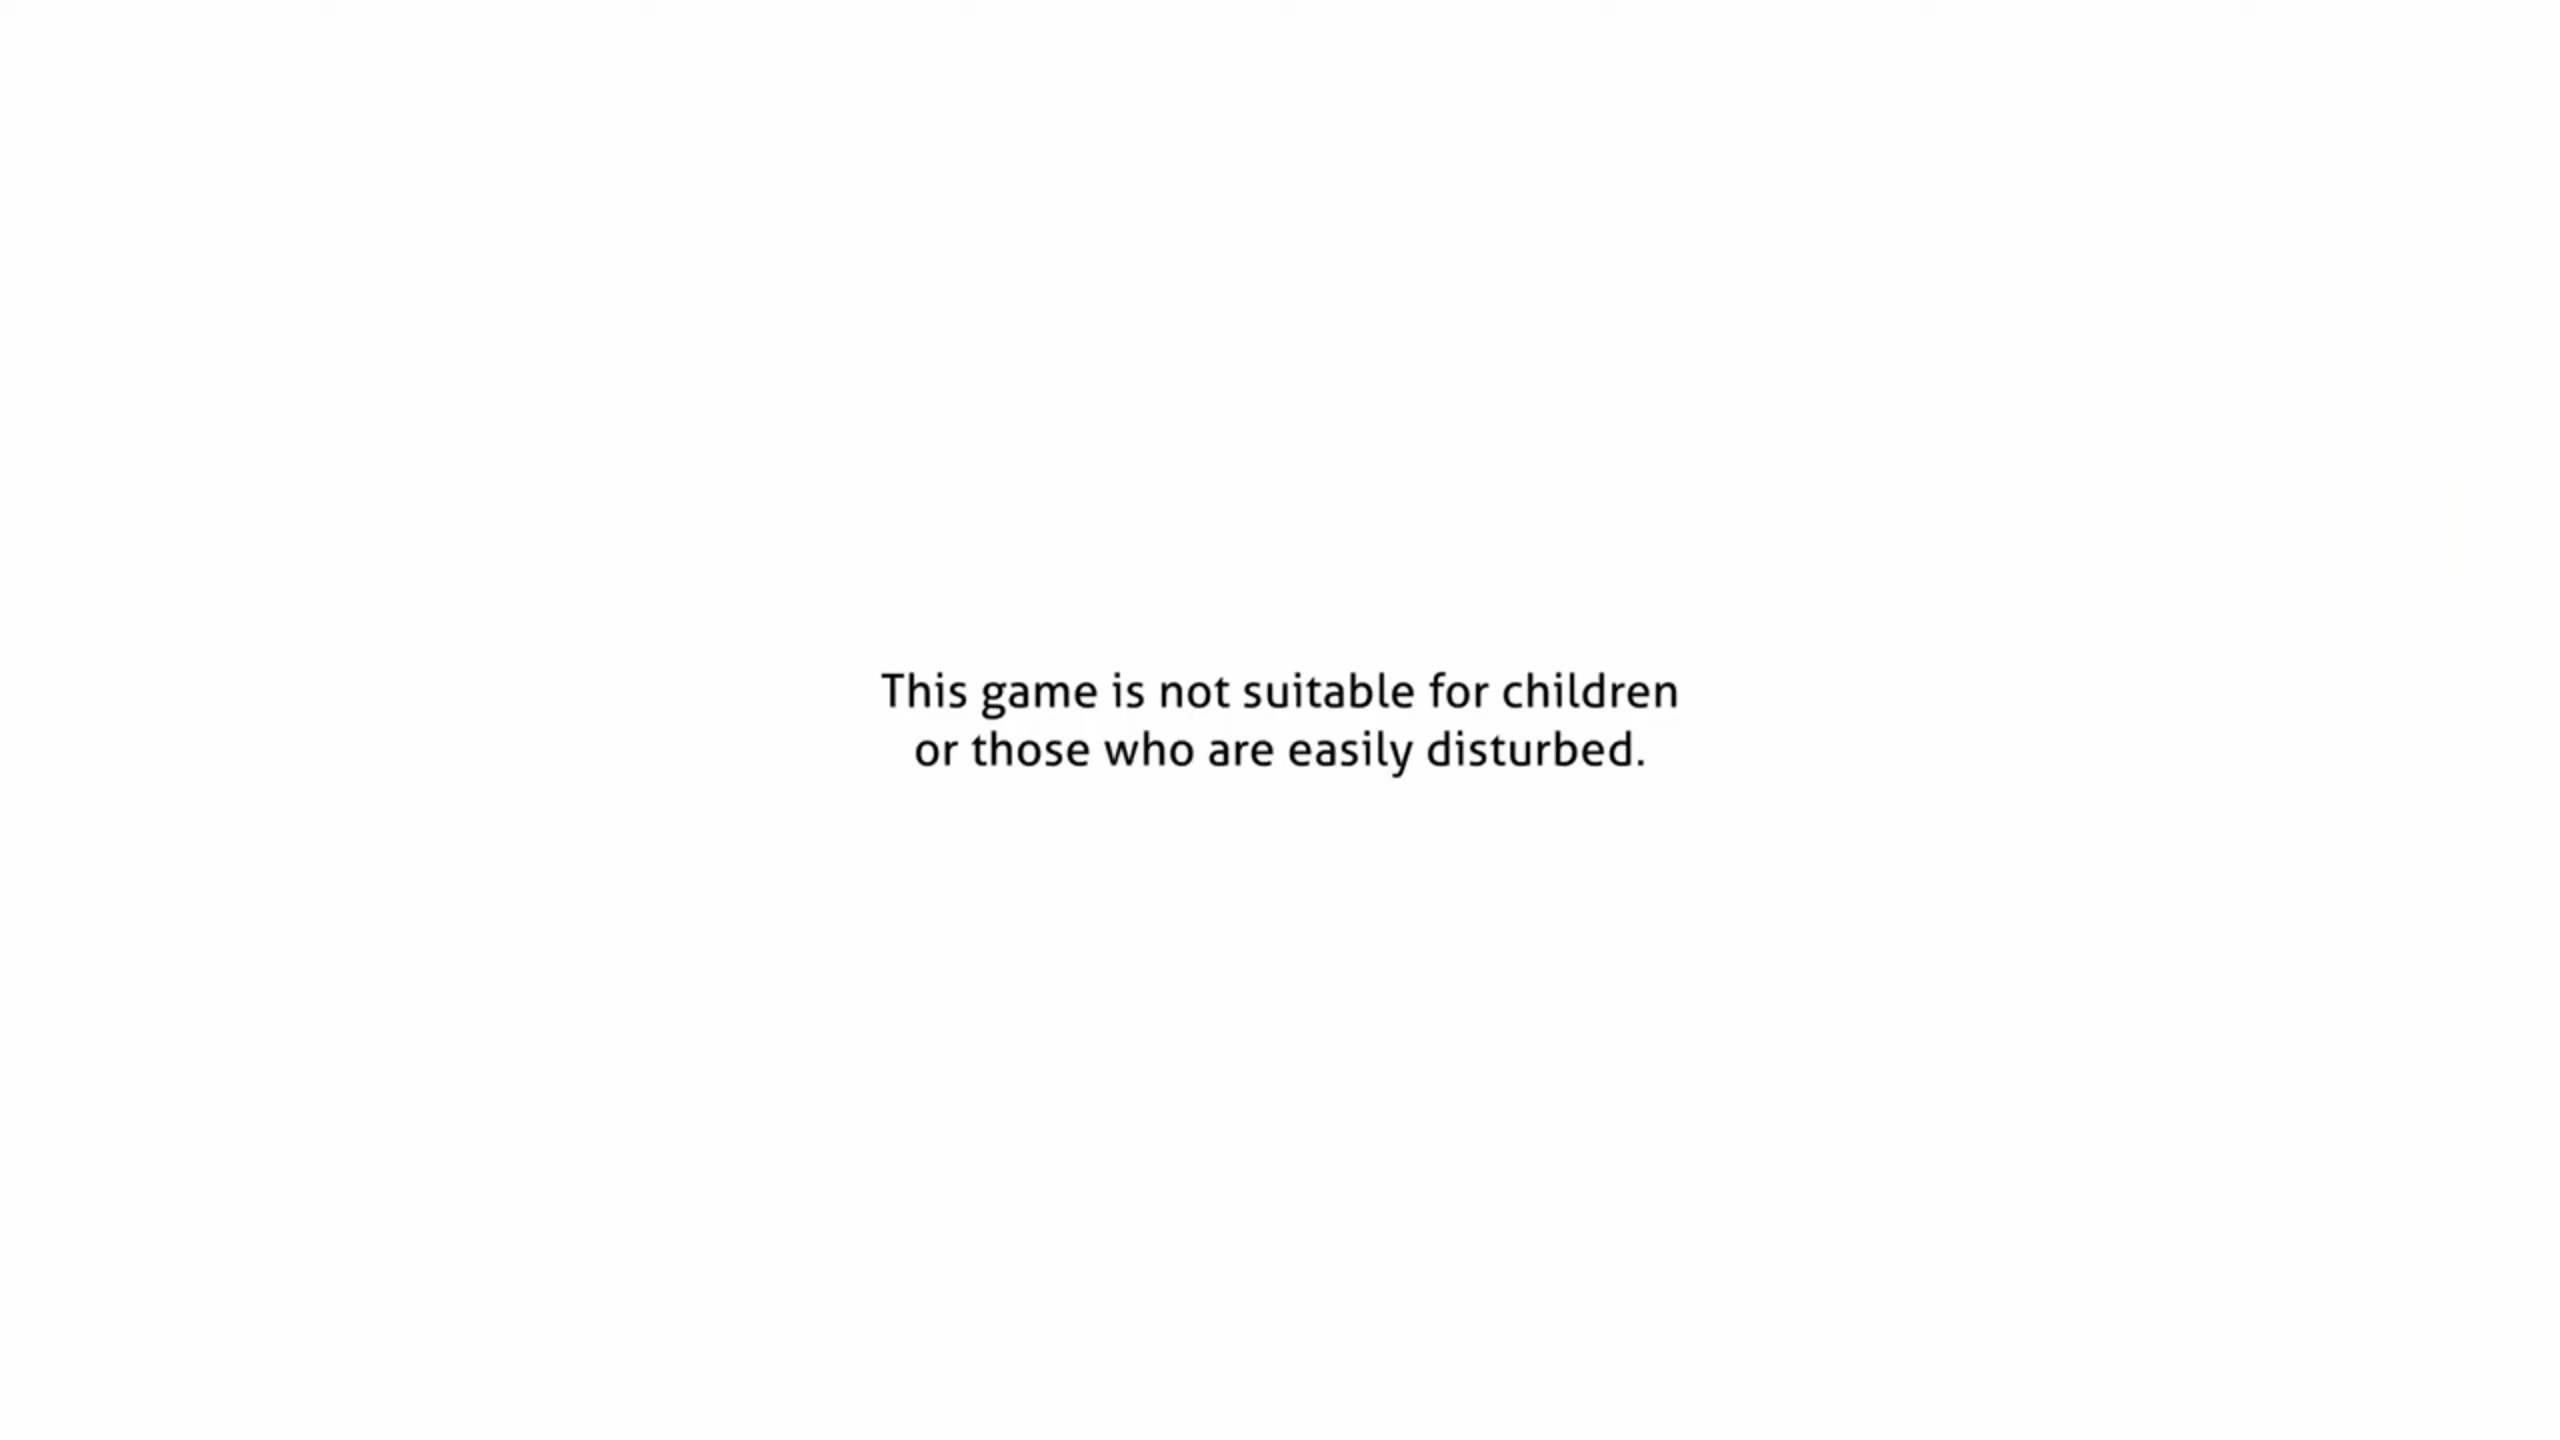 This game is not suitable for children
or those who are easily disturbed.